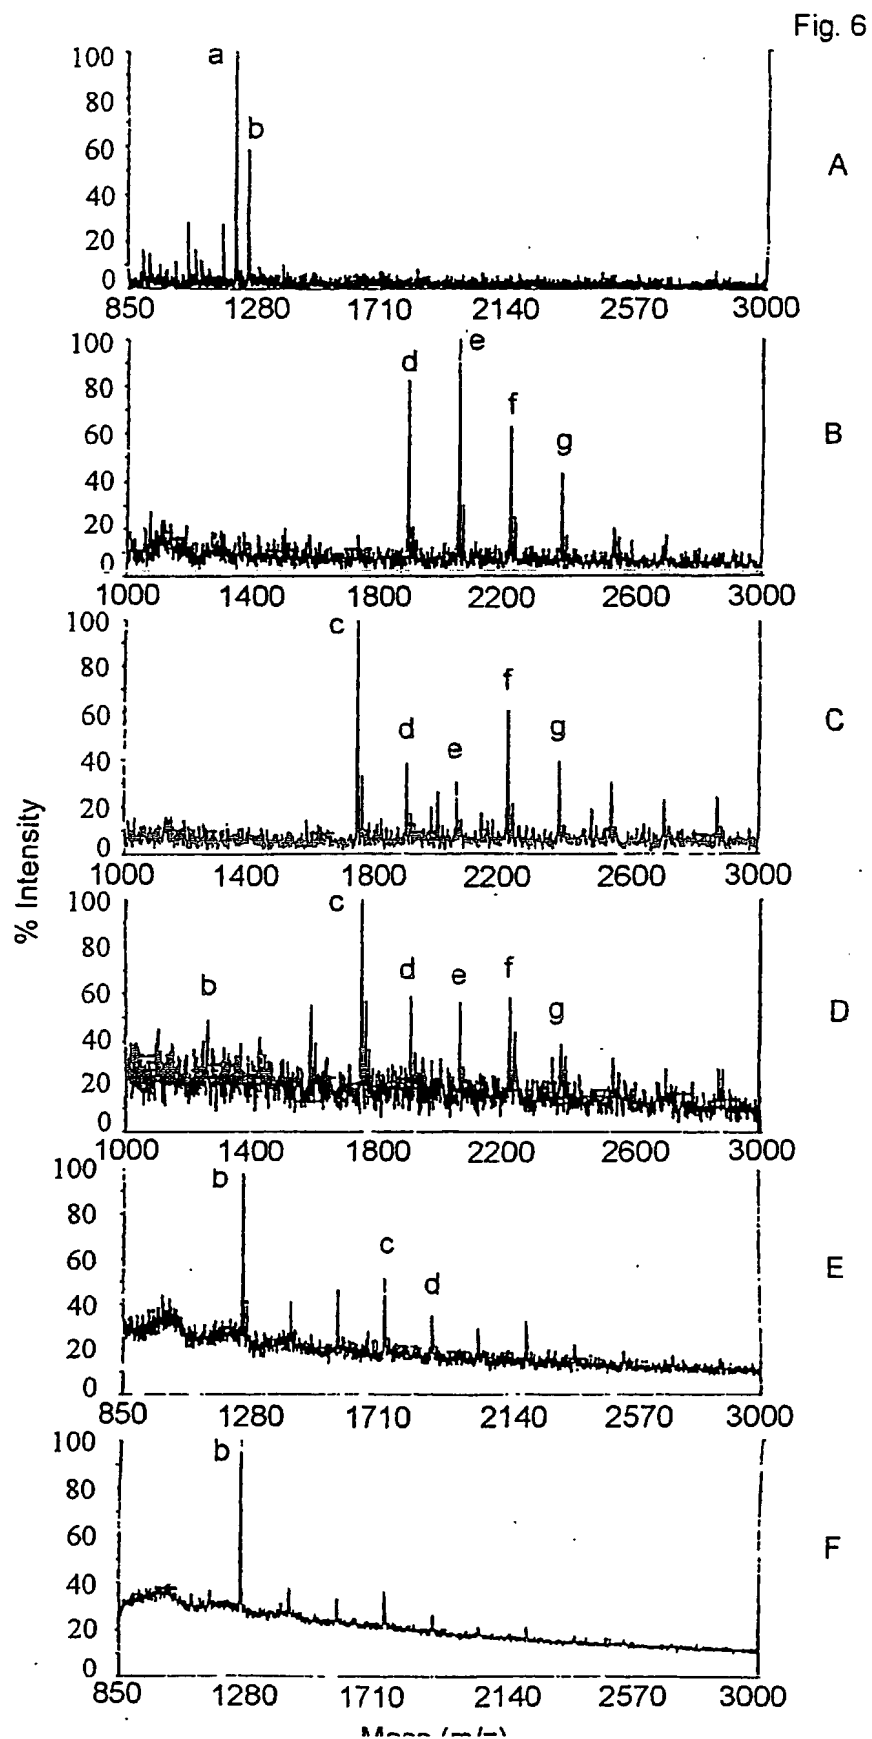 Fig. 6
100 a
80
b
60
A
40
20
0
850 1280 1710 2140 2570 3000
100 e
d
80
f
B
60 g
40
20
0
1000 1400 1800 2200 2600 3000
100 c
80
f
60 d g C
e
40
20
0
1000 1400 1800 2200 2600 3000
% Intensity
100 c
80
b d e f
60
g D
40
20
0
1000 1400 1800 2200 2600 3000
100 b
80
c
60
d E
40
20
0
850 1280 1710 2140 2570 3000
100 b
80
60
F
40
20
0
850 1280 1710 2140 2570 3000